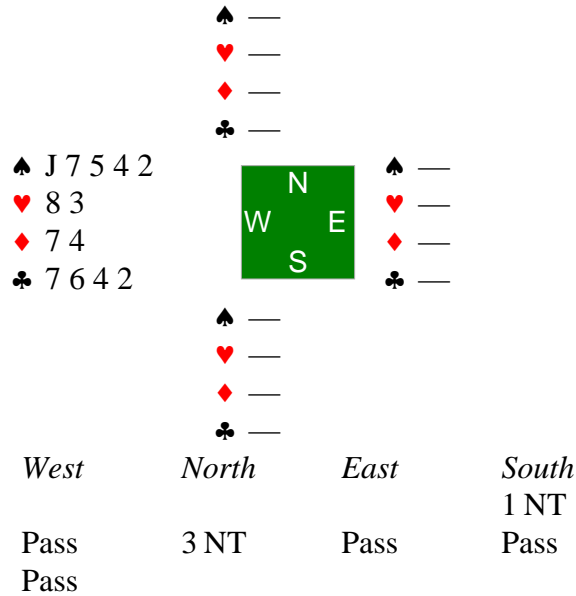 ♠ —
♥ —
♦ —
♣ —
♠ J 7 5 4 2
♥ 8 3
♦ 7 4
♣ 7 6 4 2
N
W E
S
♠ —
♥ —
♦ —
♣ —
♠ —
♥ —
♦ —
♣ —
West North East South
1 NT
Pass 3 NT Pass Pass
Pass